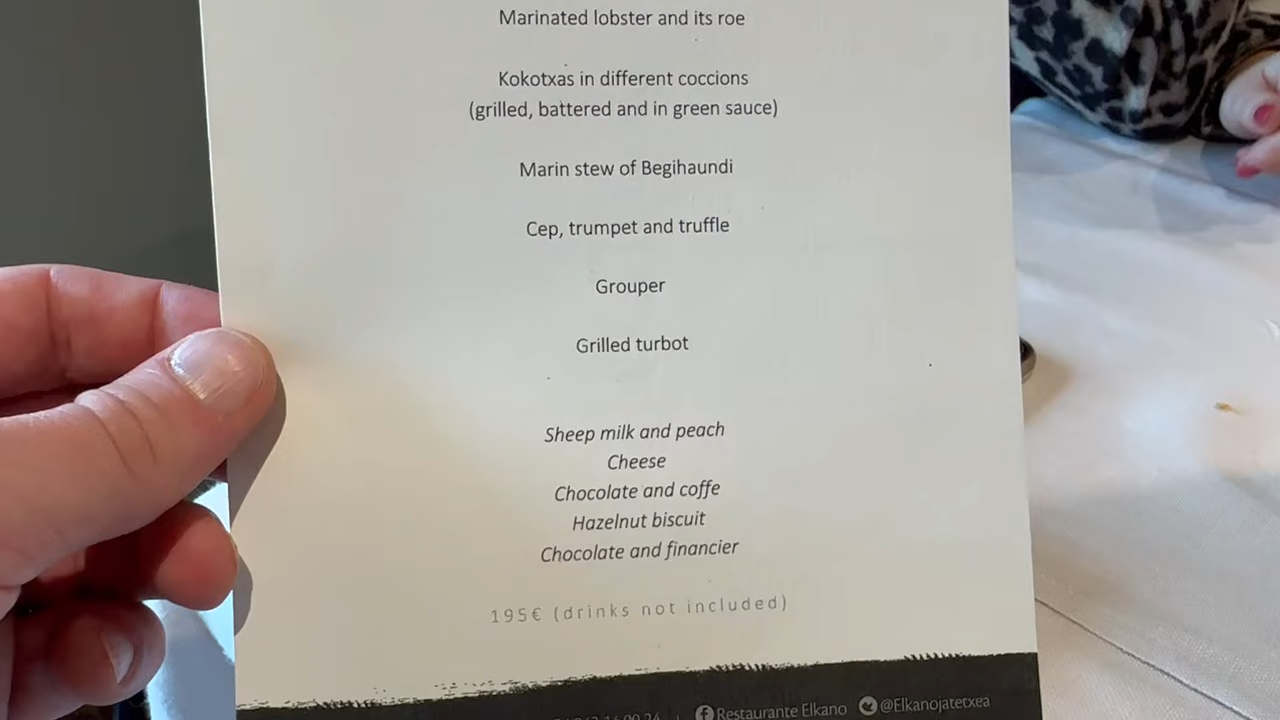 Marinated lobster and its roe
Kokotxas in different coccions
(grilled, battered and in green sauce)
Marin stew of Begihaundi
Cep, trumpet and truffle
Grouper
Grilled turbot
Sheep milk and peach
Cheese
Chocolate and coffe
Hazelnut biscuit
Chocolate and financier
195€ (drinks not included)
Restaurante Elkano @Elkanojatetxea